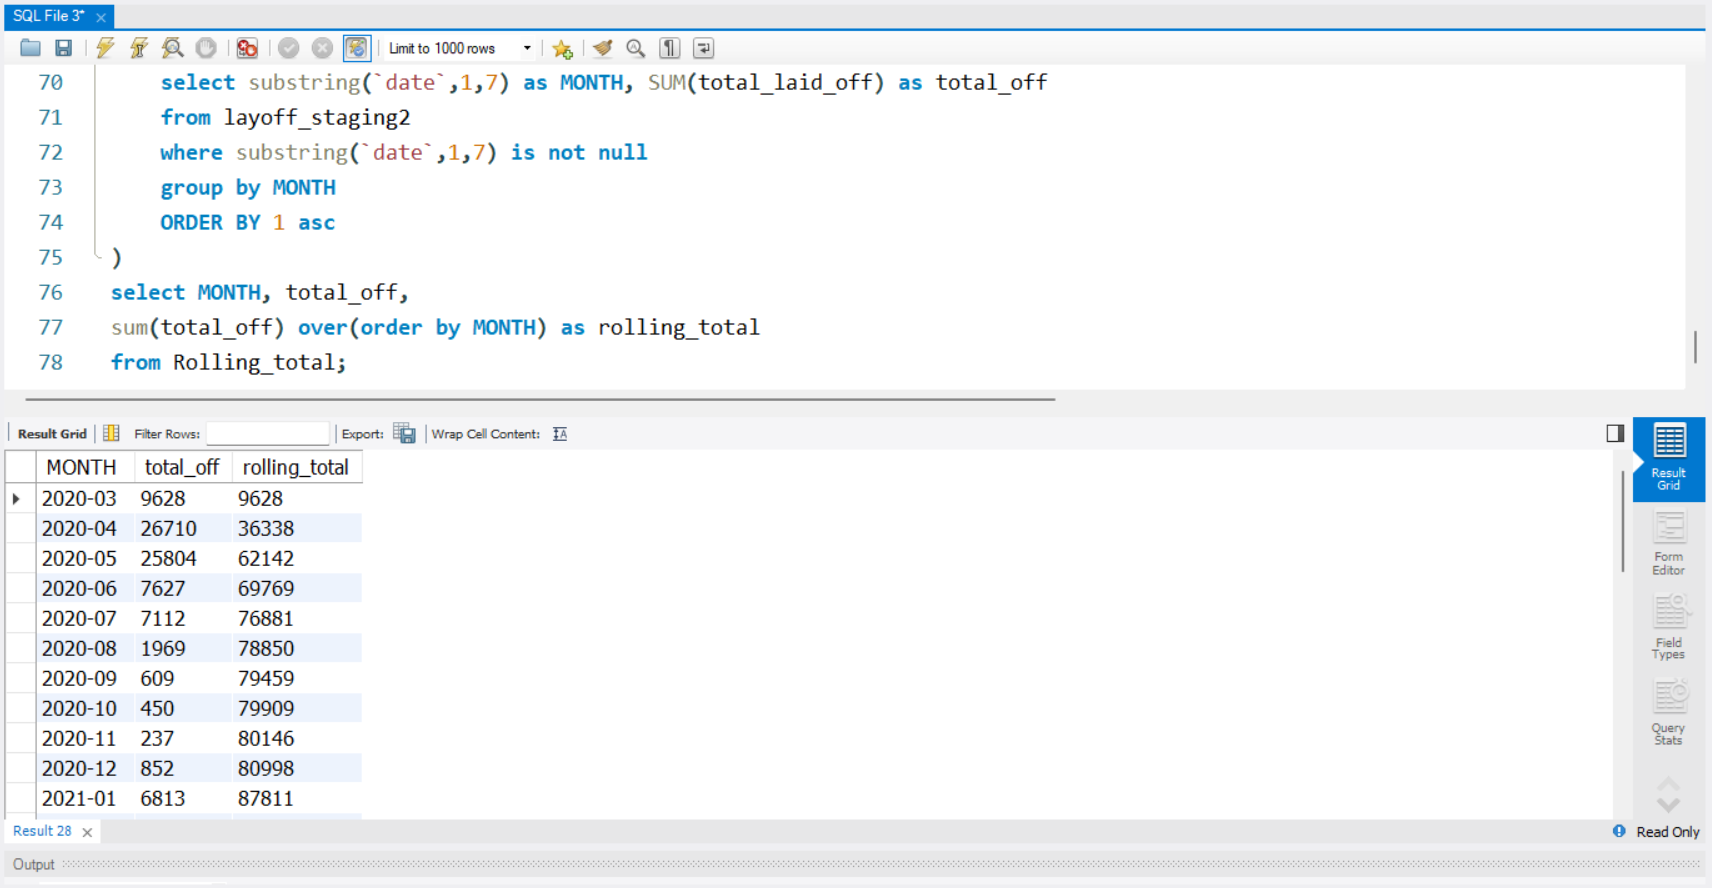 SQL File 3*
Limit to 1000 rows
70 select substring(`date`,1,7) as MONTH, SUM(total_laid_off) as total_off
71 from layoff_staging2
72 where substring(`date`,1,7) is not null
73 group by MONTH
74 ORDER BY 1 asc
75 )
76 select MONTH, total_off,
77 sum(total_off) over(order by MONTH) as rolling_total
78 from Rolling_total;
Result Grid Filter Rows: Export: Wrap Cell Content:
MONTH total_off rolling_total
2020-03 9628 9628
2020-04 26710 36338
2020-05 25804 62142
2020-06 7627 69769
2020-07 7112 76881
2020-08 1969 78850
2020-09 609 79459
2020-10 450 79909
2020-11 237 80146
2020-12 852 80998
2021-01 6813 87811
Result
Grid
Form
Editor
Field
Types
Query
Stats
Result 28
Read Only
Output